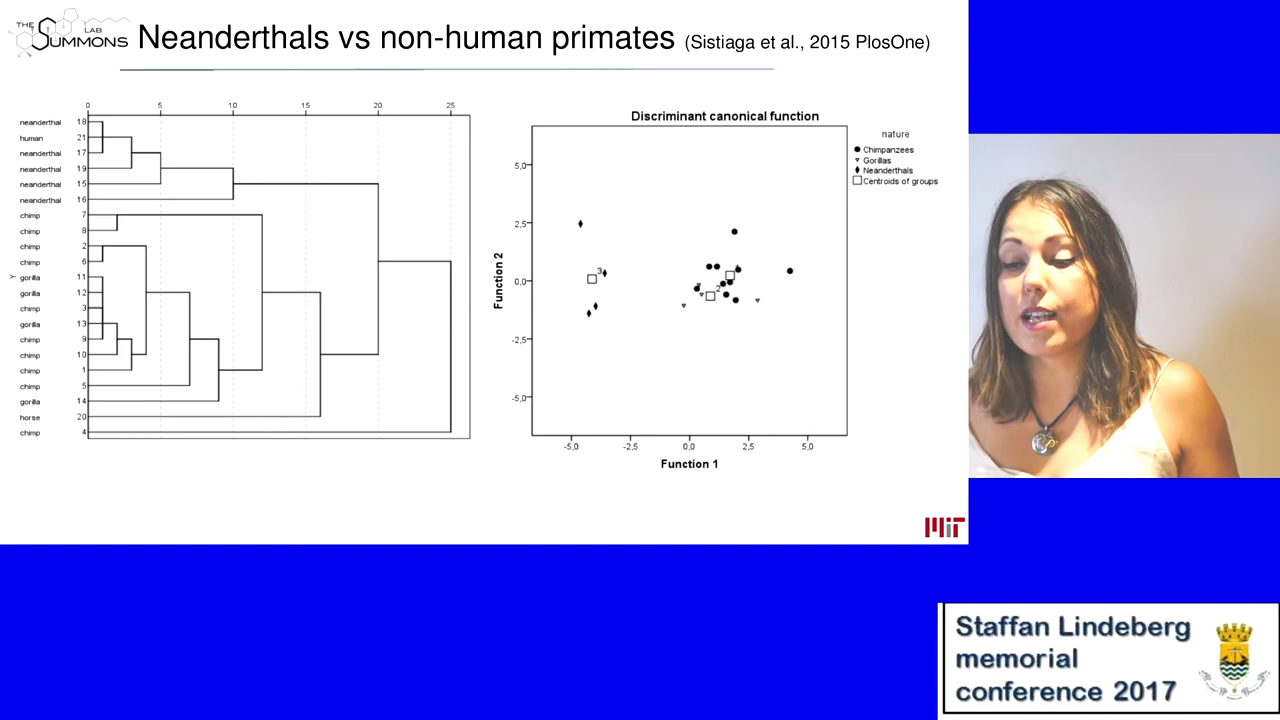 THE SUMMONS LAB
Neanderthals vs non-human primates (Sistiaga et al., 2015 PlosOne)
0 5 10 15 20 25
neanderthal 18
human 21
neanderthal 17
neanderthal 19
neanderthal 15
neanderthal 16
chimp 7
chimp 8
chimp 2
chimp 6
Y
gorilla 11
gorilla 12
chimp 3
gorilla 13
chimp 9
chimp 10
chimp 1
chimp 5
gorilla 14
horse 20
chimp 4
Discriminant canonical function
nature
Chimpanzees
Gorillas
Neanderthals
Centroids of groups
Function 2
5,0
2,5
0,0
-2,5
-5,0
3
2
-5,0 -2,5 0,0 2,5 5,0
Function 1
MIT
Staffan Lindeberg
memorial
conference 2017